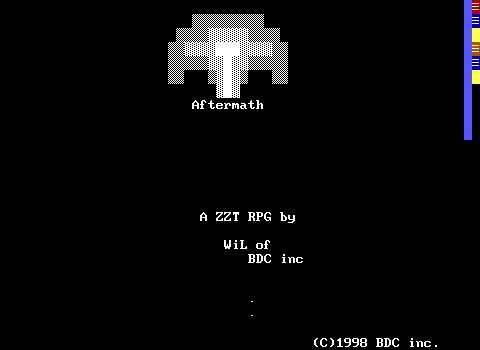 Aftermath
A ZZT RPG by
WiL of
BDC inc
(C)1998 BDC inc.